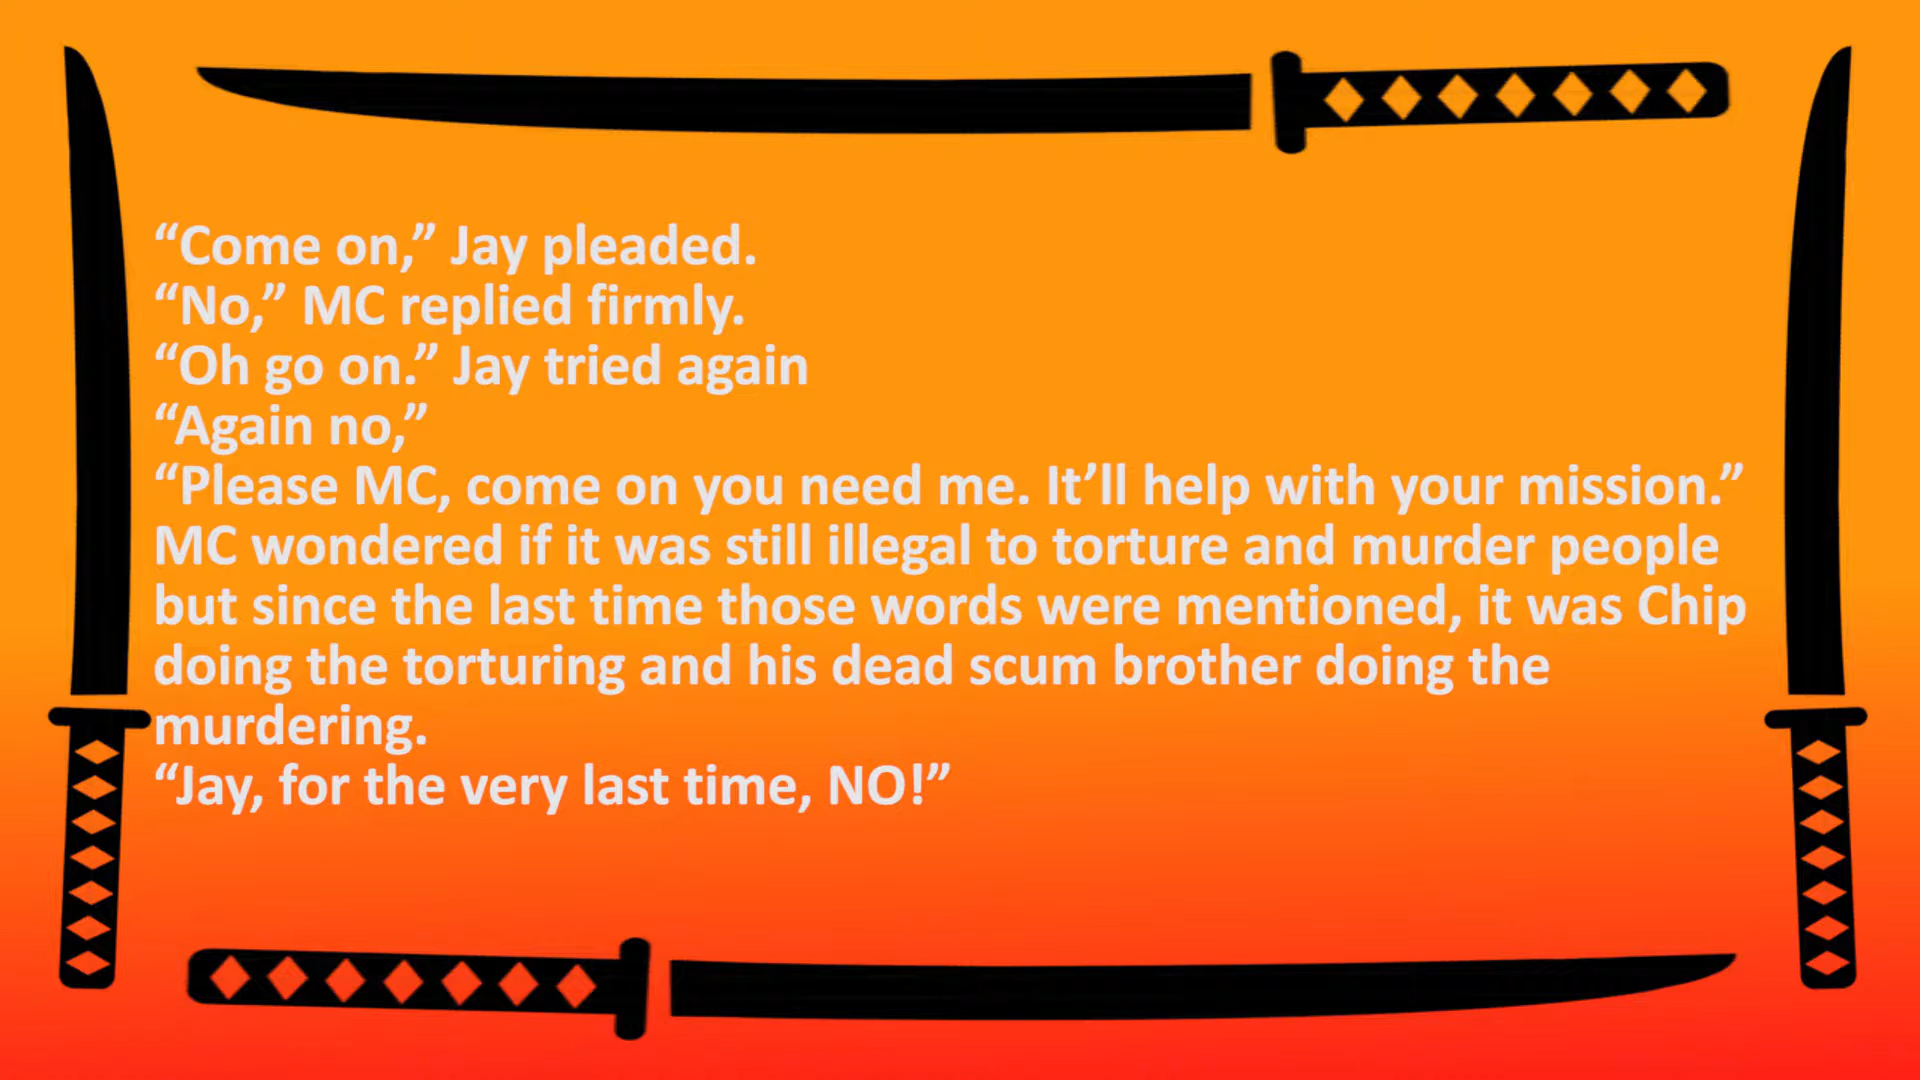 “Come on,” Jay pleaded.
“No,” MC replied firmly.
“Oh go on.” Jay tried again
“Again no,”
“Please MC, come on you need me. It’ll help with your mission.”
MC wondered if it was still illegal to torture and murder people
but since the last time those words were mentioned, it was Chip
doing the torturing and his dead scum brother doing the
murdering.
“Jay, for the very last time, NO!”